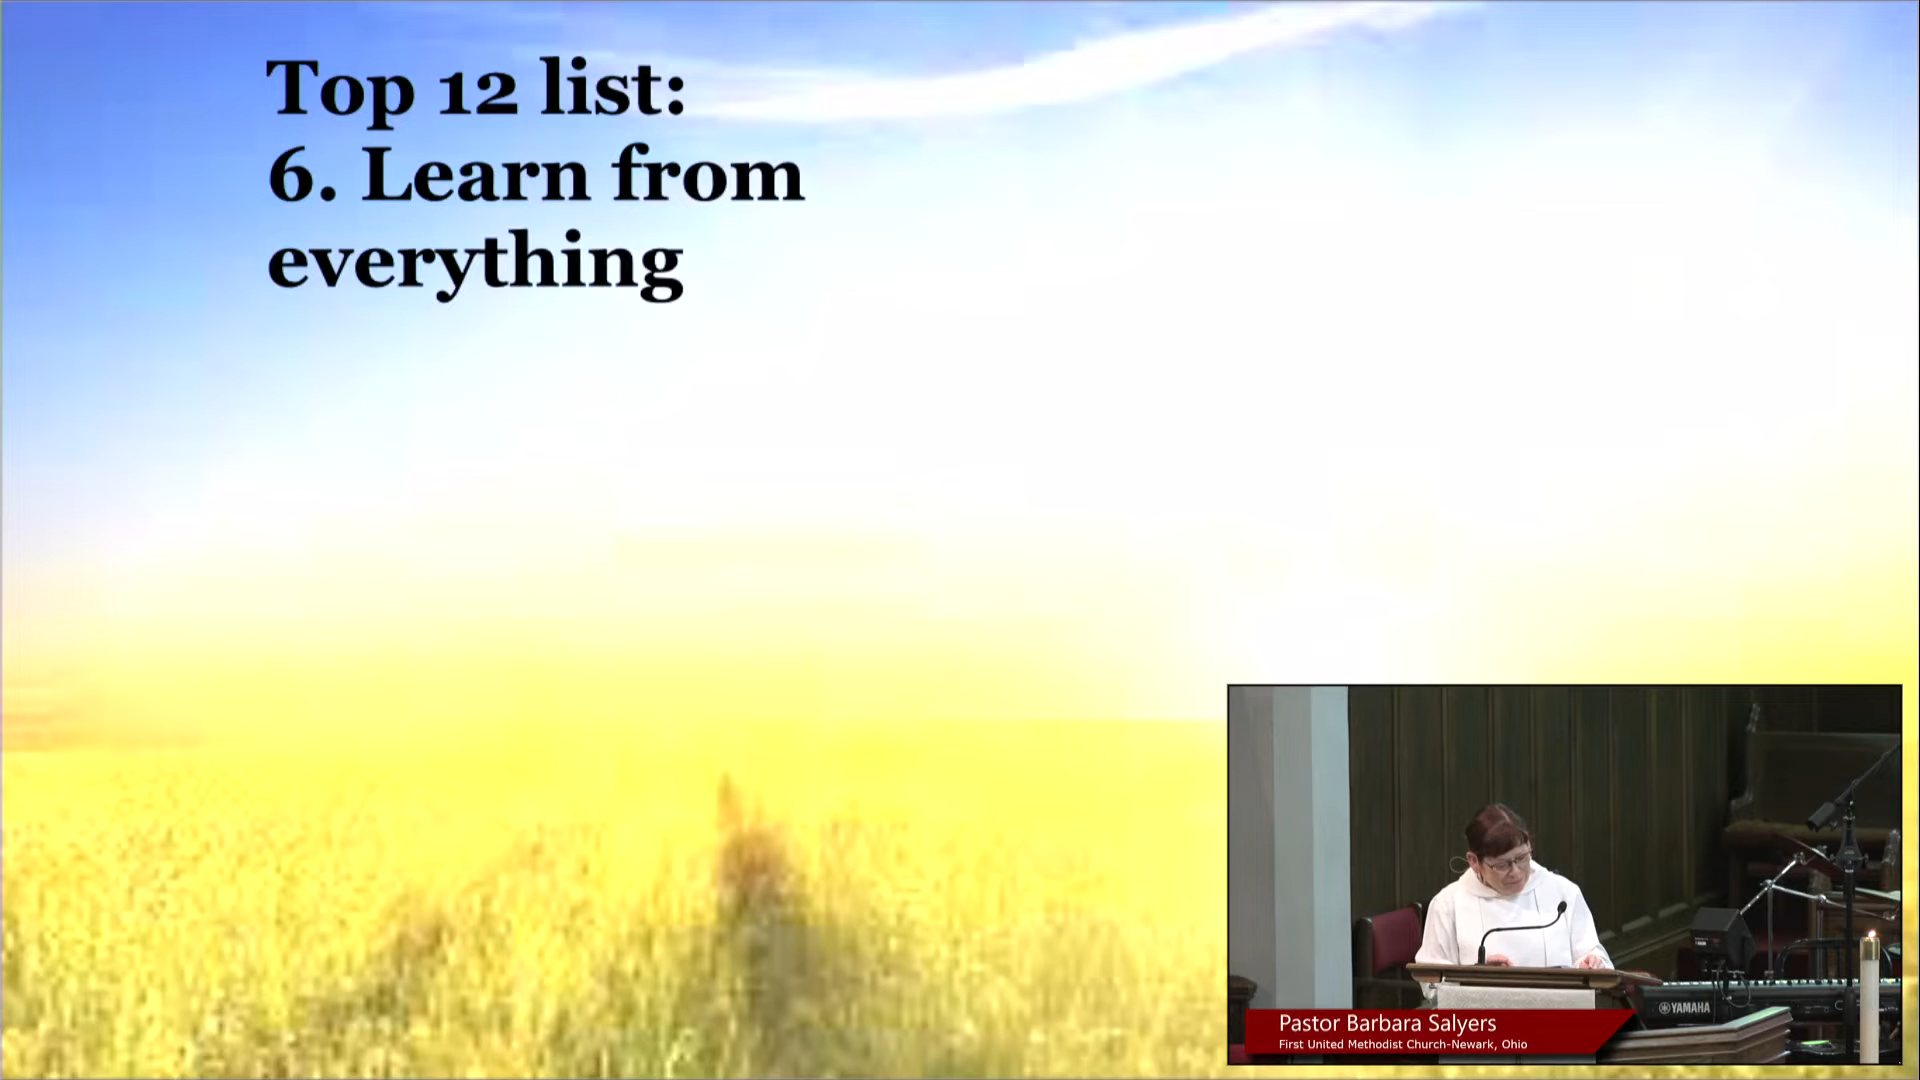 Top 12 list:
6. Learn from
everything
YAMAHA
Pastor Barbara Salyers
First United Methodist Church-Newark, Ohio